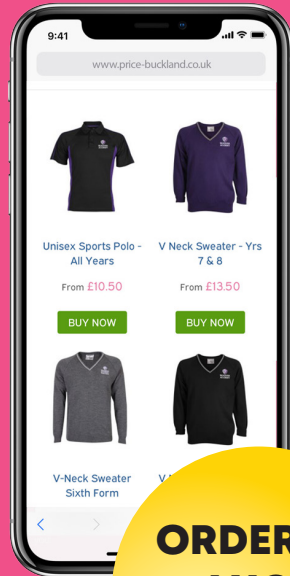 9:41
www.price-buckland.co.uk
Unisex Sports Polo -
All Years
V Neck Sweater - Yrs
7 & 8
From £10.50
From £13.50
BUY NOW
BUY NOW
V-Neck Sweater
Sixth Form
ORDER